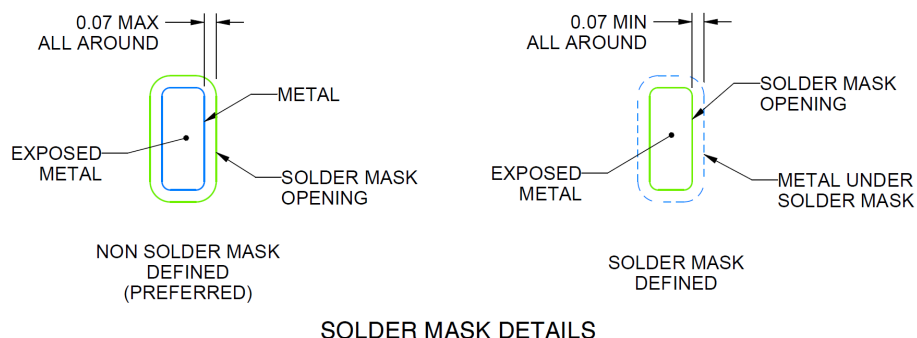 0.07 MAX
ALL AROUND
METAL
EXPOSED
METAL
SOLDER MASK
OPENING
NON SOLDER MASK
DEFINED
(PREFERRED)
0.07 MIN
ALL AROUND
SOLDER MASK
OPENING
EXPOSED
METAL
METAL UNDER
SOLDER MASK
SOLDER MASK
DEFINED
SOLDER MASK DETAILS